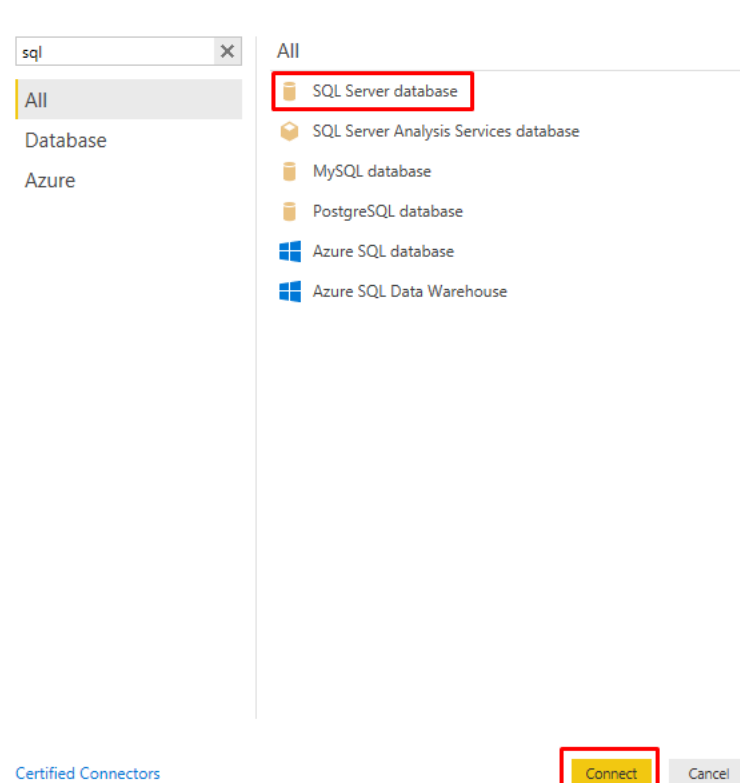 sql
All
Database
Azure
All
SQL Server database
SQL Server Analysis Services database
MySQL database
PostgreSQL database
Azure SQL database
Azure SQL Data Warehouse
Certified Connectors
Connect
Cancel